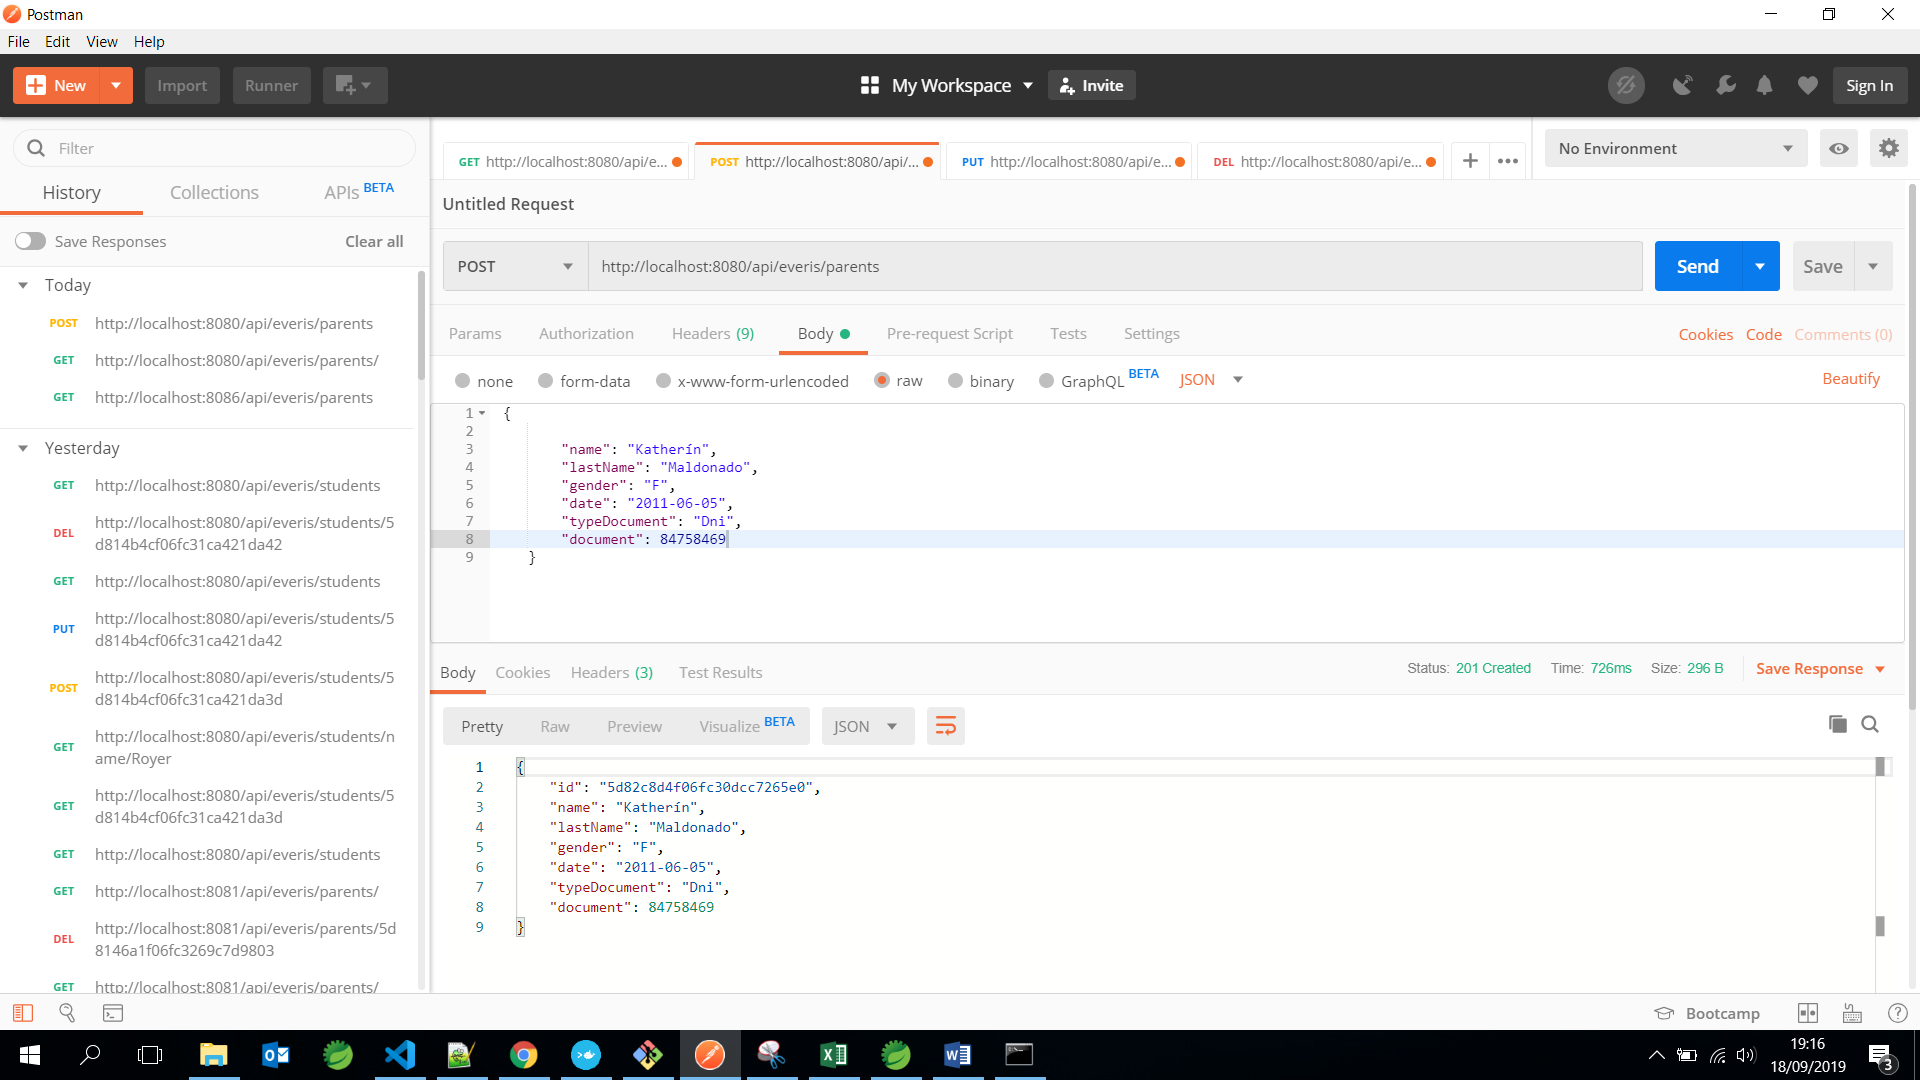 Postman
File Edit View Help
New Import Runner My Workspace Invite Sign In
Filter
History Collections APIs BETA
Save Responses Clear all
Today
POST http://localhost:8080/api/everis/parents
GET http://localhost:8080/api/everis/parents/
GET http://localhost:8086/api/everis/parents
Yesterday
GET http://localhost:8080/api/everis/students
DEL http://localhost:8080/api/everis/students/5
d814b4cf06fc31ca421da42
GET http://localhost:8080/api/everis/students
PUT http://localhost:8080/api/everis/students/5
d814b4cf06fc31ca421da42
POST http://localhost:8080/api/everis/students/5
d814b4cf06fc31ca421da3d
GET http://localhost:8080/api/everis/students/n
ame/Royer
GET http://localhost:8080/api/everis/students/5
d814b4cf06fc31ca421da3d
GET http://localhost:8080/api/everis/students
GET http://localhost:8081/api/everis/parents/
DEL http://localhost:8081/api/everis/parents/5d
8146a1f06fc3269c7d9803
GET http://localhost:8081/api/everis/parents/
GET http://localhost:8080/api/e... POST http://localhost:8080/api/... PUT http://localhost:8080/api/e... DEL http://localhost:8080/api/e... + ••• No Environment
Untitled Request
POST http://localhost:8080/api/everis/parents Send Save
Params Authorization Headers (9) Body Pre-request Script Tests Settings Cookies Code Comments (0)
none form-data x-www-form-urlencoded raw binary GraphQL BETA JSON Beautify
1 {
2
3 "name": "Katherín",
4 "lastName": "Maldonado",
5 "gender": "F",
6 "date": "2011-06-05",
7 "typeDocument": "Dni",
8 "document": 84758469
9 }
Body Cookies Headers (3) Test Results Status: 201 Created Time: 726ms Size: 296 B Save Response
Pretty Raw Preview Visualize BETA JSON
1 {
2 "id": "5d82c8d4f06fc30dcc7265e0",
3 "name": "Katherín",
4 "lastName": "Maldonado",
5 "gender": "F",
6 "date": "2011-06-05",
7 "typeDocument": "Dni",
8 "document": 84758469
9 }
Bootcamp
19:16
18/09/2019
3